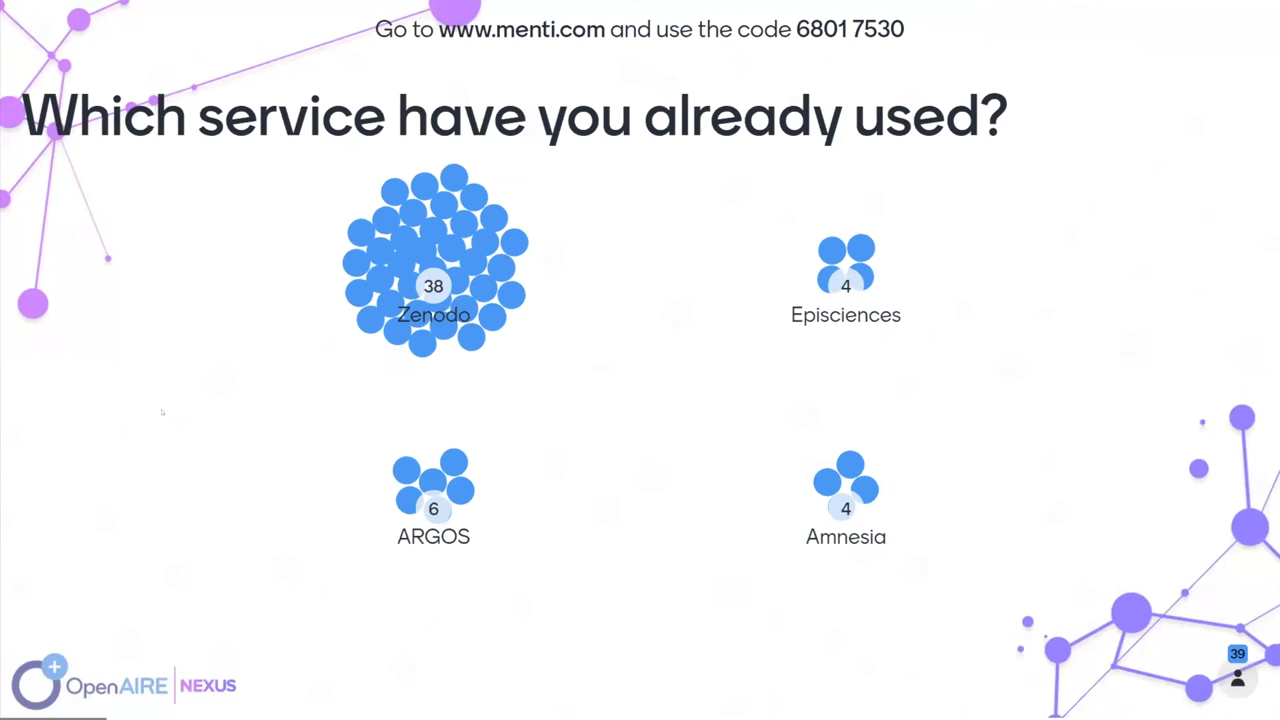 Go to www.menti.com and use the code 6801 7530
Which service have you already used?
38
Zenodo
4
Episciences
6
ARGOS
4
Amnesia
39
OpenAIRE NEXUS